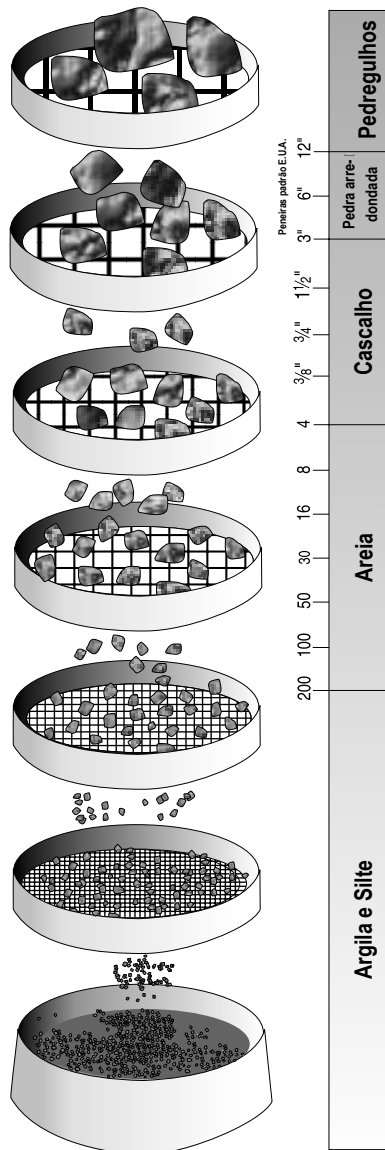 Pedregulhos
Pedra arre-
dondada
Cascalho
Areia
Argila e Silte
Peneiras padrão E.U.A.
12"
6"
3"
1½"
¾"
⅜"
4
8
16
30
50
100
200